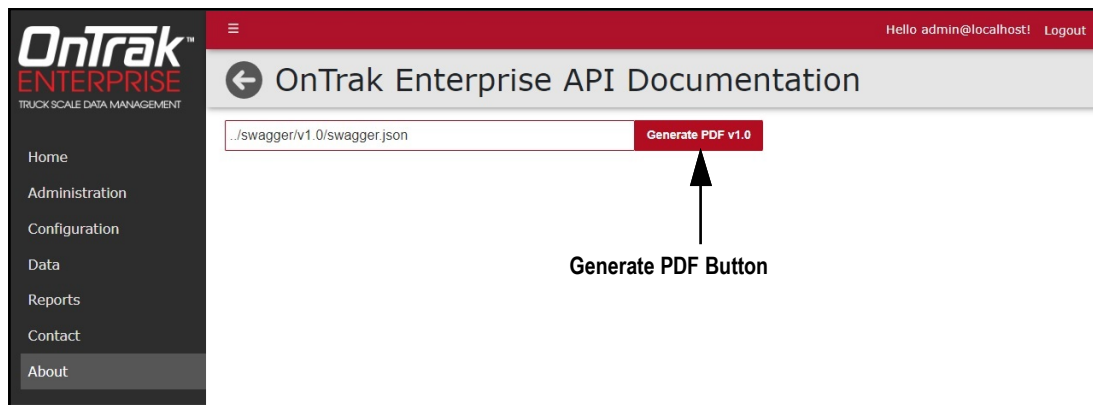 OnTrak™
ENTERPRISE
TRUCK SCALE DATA MANAGEMENT
☰
Hello admin@localhost! Logout
OnTrak Enterprise API Documentation
../swagger/v1.0/swagger.json
Generate PDF v1.0
Generate PDF Button
Home
Administration
Configuration
Data
Reports
Contact
About